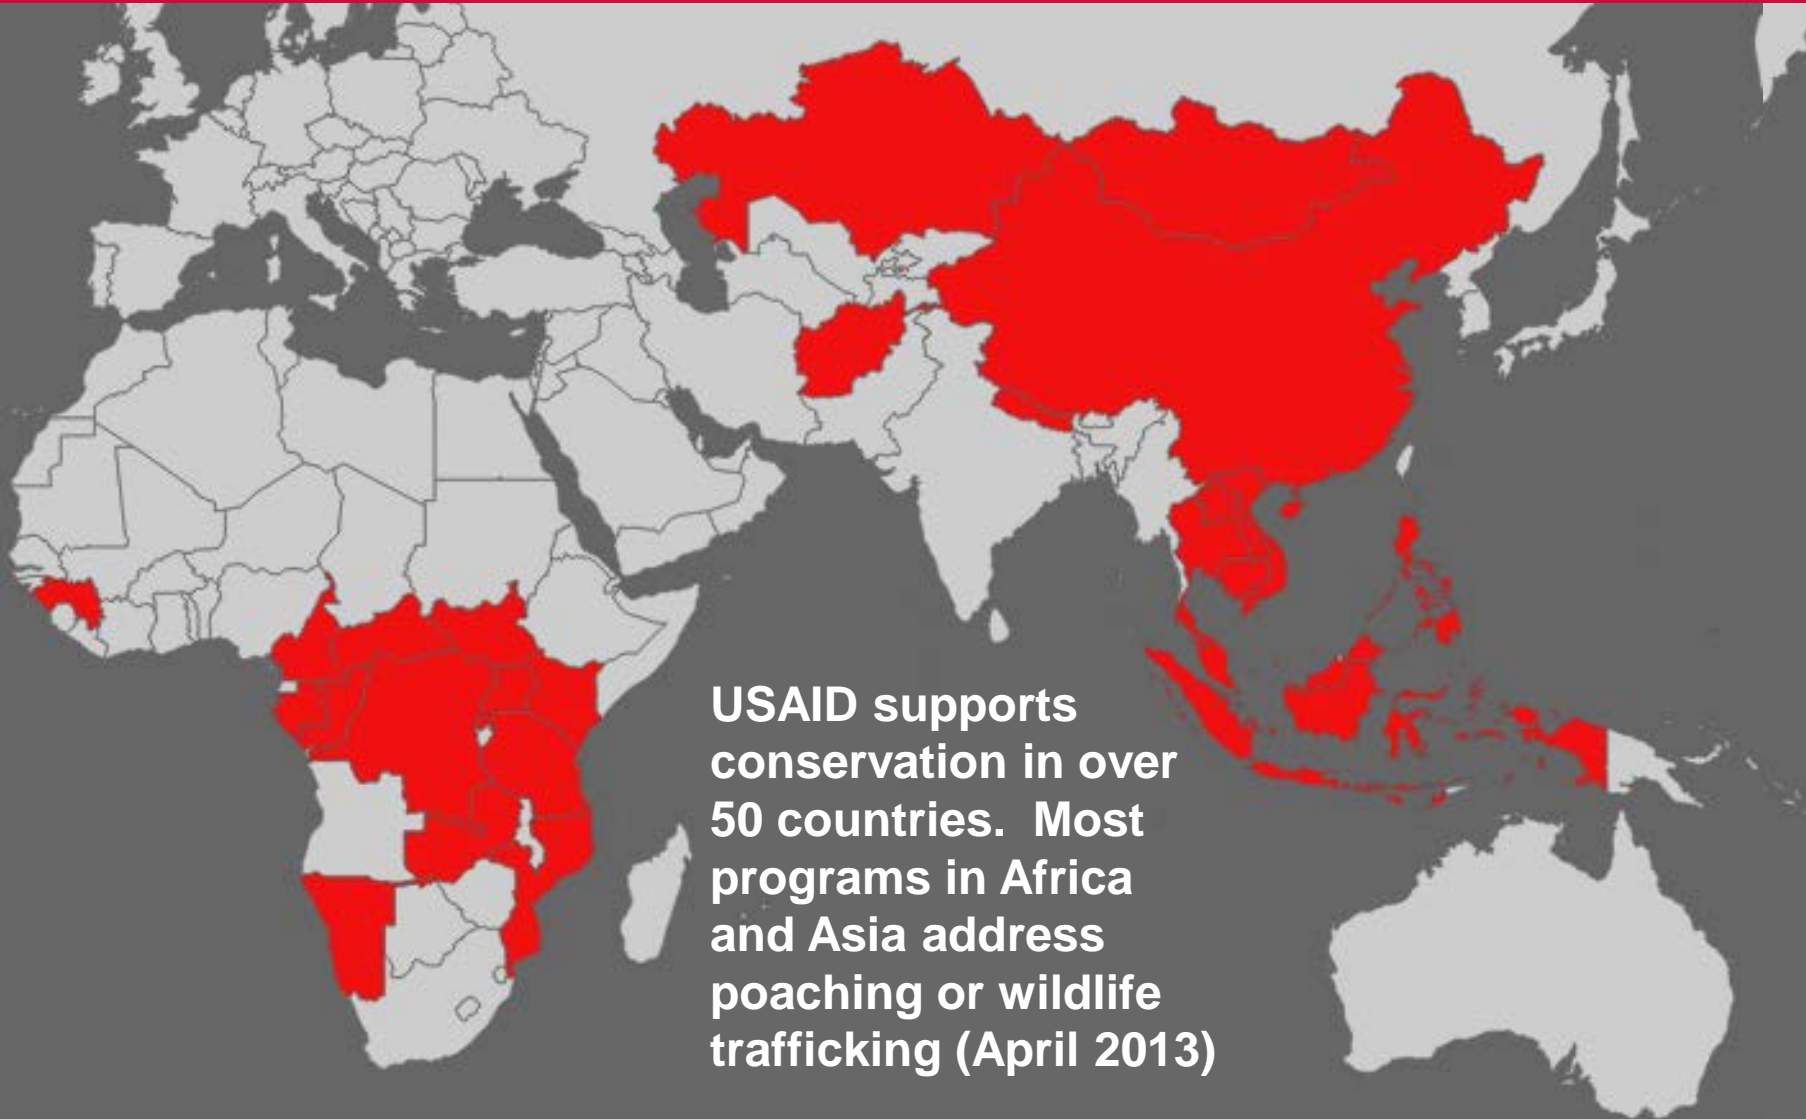 USAID supports
conservation in over
50 countries.  Most
programs in Africa
and Asia address
poaching or wildlife
trafficking (April 2013)